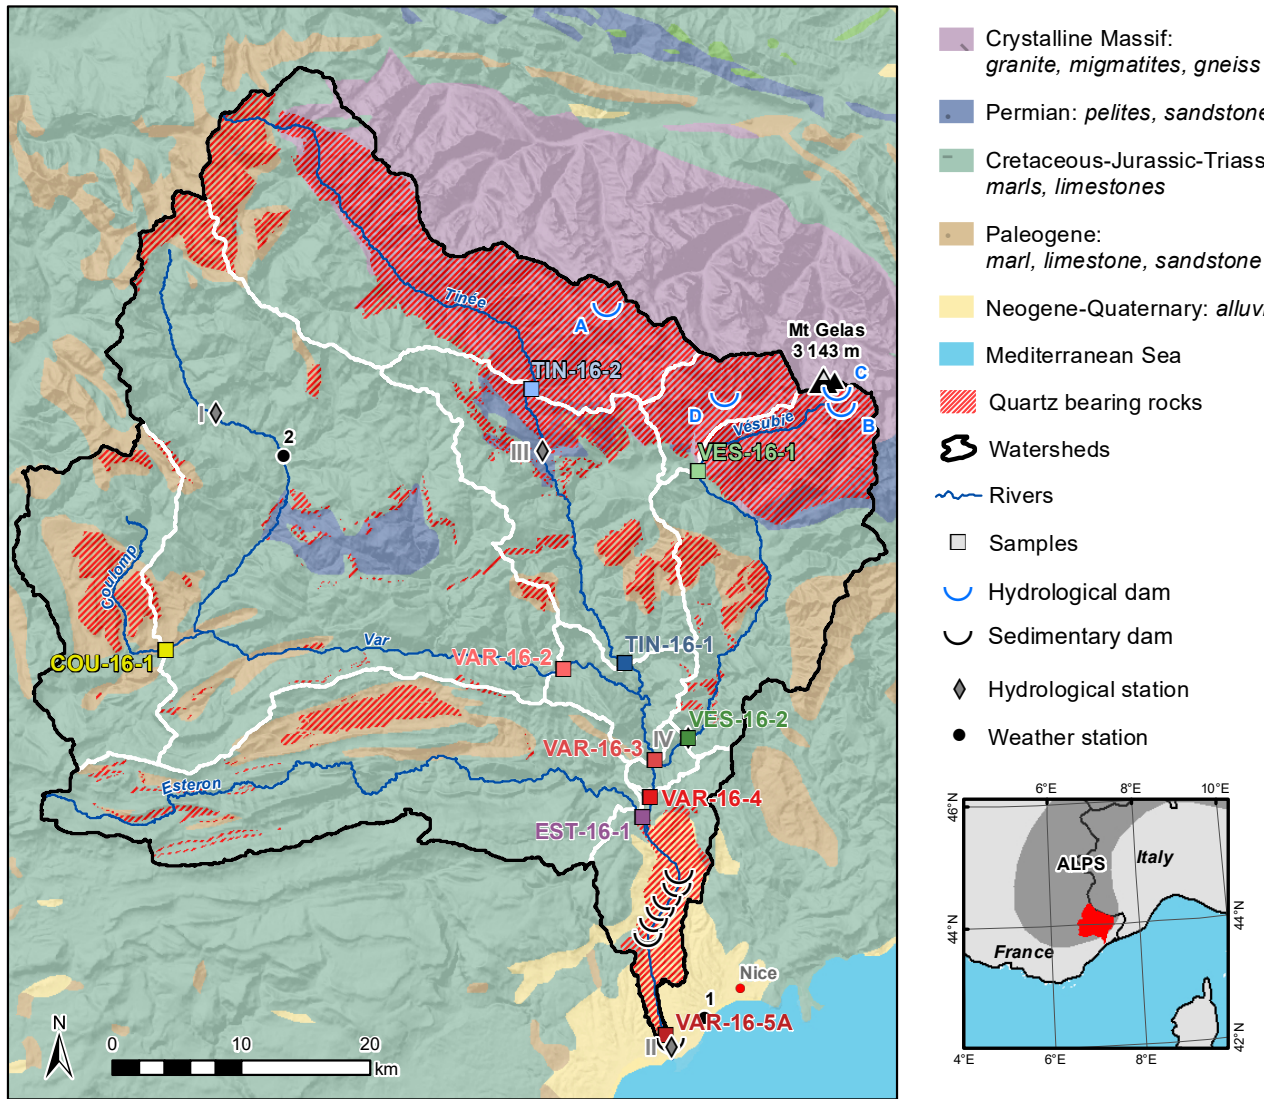 Tinée
A
Mt Gelas
3 143 m
C
TIN-16-2
D
Vésubie
B
I
2
III
VES-16-1
Coulomp
Var
TIN-16-1
COU-16-1
VAR-16-2
VES-16-2
IV
VAR-16-3
Esteron
VAR-16-4
EST-16-1
Nice
1
VAR-16-5A
II
N
0
10
20
km
Crystalline Massif:
granite, migmatites, gneiss
Permian: pelites, sandstone
Cretaceous-Jurassic-Triass
marls, limestones
Paleogene:
marl, limestone, sandstone
Neogene-Quaternary: alluvi
Mediterranean Sea
Quartz bearing rocks
Watersheds
Rivers
Samples
Hydrological dam
Sedimentary dam
Hydrological station
Weather station
6°E
8°E
10°E
46°N
ALPS
Italy
44°N
44°N
France
42°N
4°E
6°E
8°E